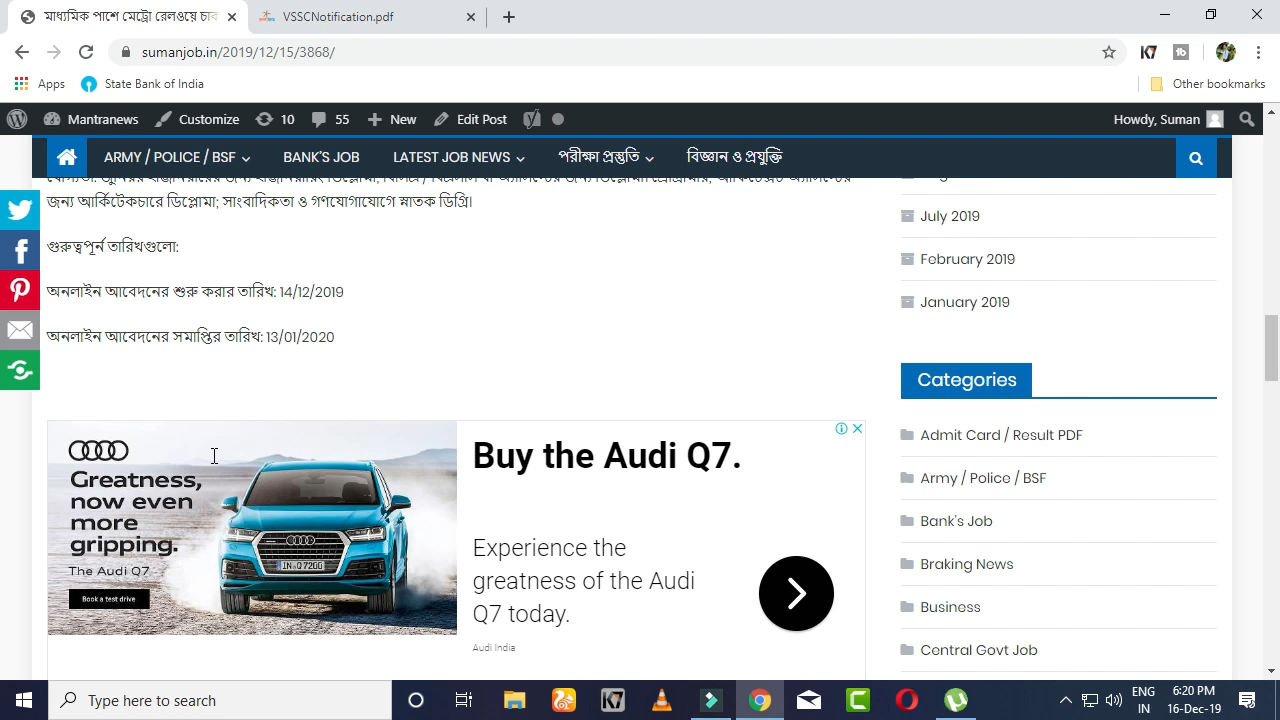 মাধ্যমিক পাশে মেট্রো রেলওয়ে চাব
VSSCNotification.pdf
sumanjob.in/2019/12/15/3868/
K7
tb
Apps
State Bank of India
Other bookmarks
Mantranews
Customize
10
55
New
Edit Post
Howdy, Suman
ARMY / POLICE / BSF
BANK'S JOB
LATEST JOB NEWS
পরীক্ষা প্রস্তুতি
বিজ্ঞান ও প্রযুক্তি
জন্য আর্কিটেকচারে ডিপ্লোমা; সাংবাদিকতা ও গণযোগাযোগে স্নাতক ডিগ্রি।
গুরুত্বপূর্ন তারিখগুলো:
অনলাইন আবেদনের শুরু করার তারিখ: 14/12/2019
অনলাইন আবেদনের সমাপ্তির তারিখ: 13/01/2020
July 2019
February 2019
January 2019
Categories
Admit Card / Result PDF
Army / Police / BSF
Bank's Job
Braking News
Business
Central Govt Job
Greatness,
now even
more
gripping.
The Audi Q7
Book a test drive
IN Q 7200
Buy the Audi Q7.
Experience the
greatness of the Audi
Q7 today.
Audi India
Type here to search
K7
ENG
IN
6:20 PM
16-Dec-19